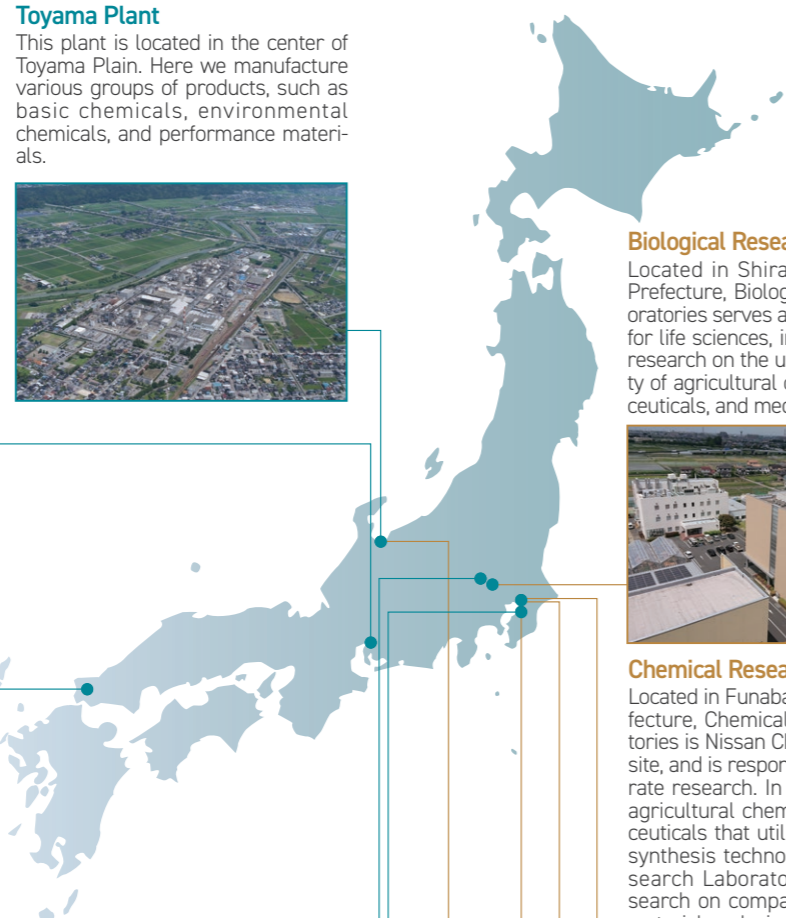 Toyama Plant
This plant is located in the center of
Toyama Plain. Here we manufacture
various groups of products, such as
basic chemicals, environmental
chemicals, and performance materi-
als.
Biological Resea
Located in Shira
Prefecture, Biolog
oratories serves a
for life sciences, i
research on the u
ty of agricultural
ceuticals, and med
Chemical Resea
Located in Funaba
fecture, Chemical
tories is Nissan Ch
site, and is respon
rate research. In
agricultural chem
ceuticals that util
synthesis techno
search Laborato
search on compa